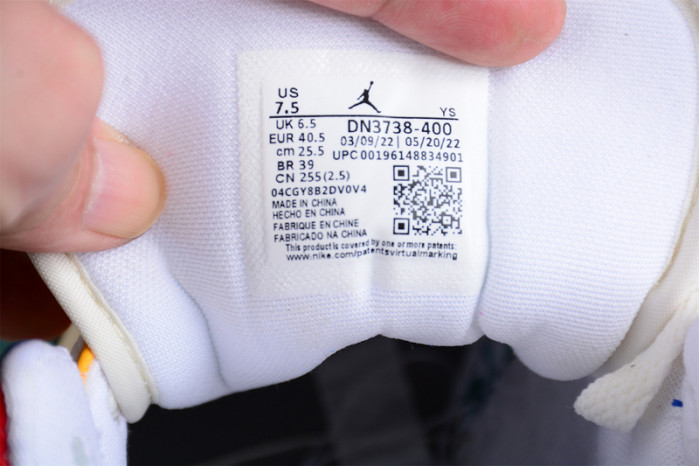 US
7.5 YS
UK 6.5 DN3738-400
EUR 40.5 03/09/22 | 05/20/22
cm 25.5 UPC00196148834901
BR 39
CN 255(2.5)
04CGY8B2DV0V4
MADE IN CHINA
HECHO EN CHINA
FABRIQUE EN CHINE
FABRICADO NA CHINA
This product is covered by one or more patents:
www.nike.com/patentsvirtualmarking